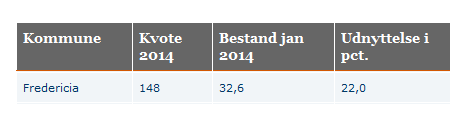 Kommune Kvote 2014 Bestand jan 2014 Udnyttelse i pct.
Fredericia 148 32,6 22,0